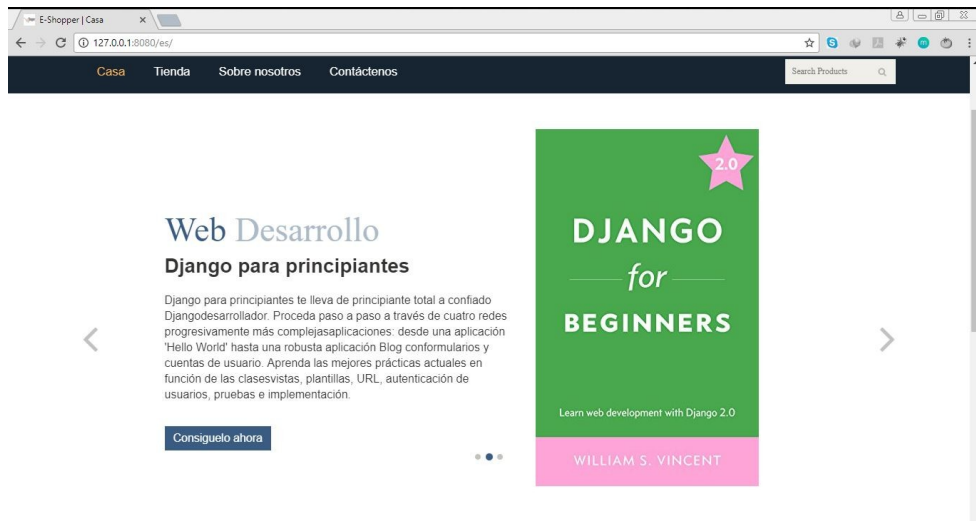 E-Shopper | Casa
127.0.0.1:8080/es/
Casa Tienda Sobre nosotros Contáctenos
Search Products
Web Desarrollo
Django para principiantes
Django para principiantes te lleva de principiante total a confiado
Djangodesarrollador. Proceda paso a paso a través de cuatro redes
progresivamente más complejasaplicaciones: desde una aplicación
'Hello World' hasta una robusta aplicación Blog conformularios y
cuentas de usuario. Aprenda las mejores prácticas actuales en
función de las clasesvistas, plantillas, URL, autenticación de
usuarios, pruebas e implementación.
Consiguelo ahora
2.0
DJANGO
for
BEGINNERS
Learn web development with Django 2.0
WILLIAM S. VINCENT